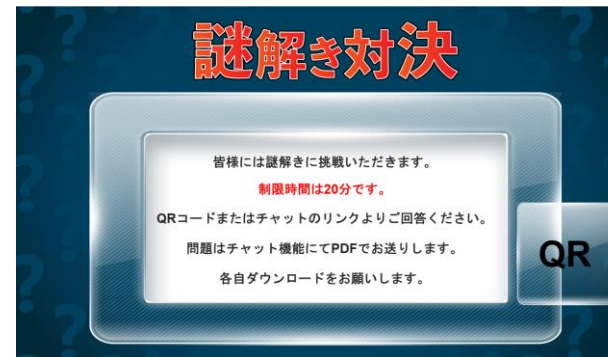 謎解き対決
皆様には謎解きに挑戦いただきます。
制限時間は20分です。
QRコードまたはチャットのリンクよりご回答ください。
問題はチャット機能にてPDFでお送りします。
各自ダウンロードをお願いします。
QR